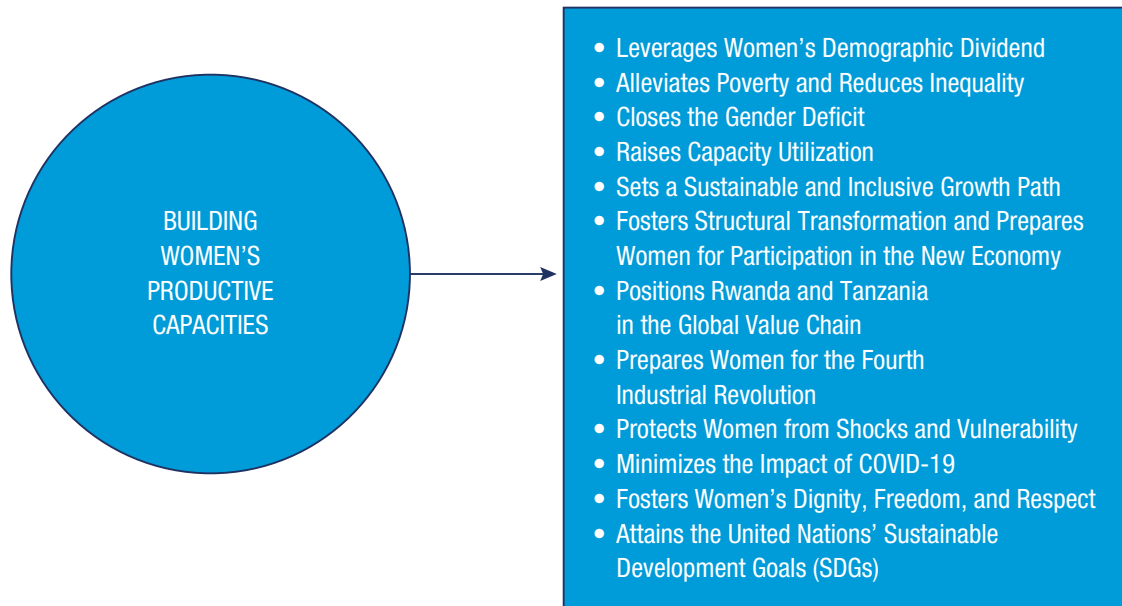 BUILDING
WOMEN’S
PRODUCTIVE
CAPACITIES
• Leverages Women’s Demographic Dividend
• Alleviates Poverty and Reduces Inequality
• Closes the Gender Deficit
• Raises Capacity Utilization
• Sets a Sustainable and Inclusive Growth Path
• Fosters Structural Transformation and Prepares
Women for Participation in the New Economy
• Positions Rwanda and Tanzania
in the Global Value Chain
• Prepares Women for the Fourth
Industrial Revolution
• Protects Women from Shocks and Vulnerability
• Minimizes the Impact of COVID-19
• Fosters Women’s Dignity, Freedom, and Respect
• Attains the United Nations’ Sustainable
Development Goals (SDGs)